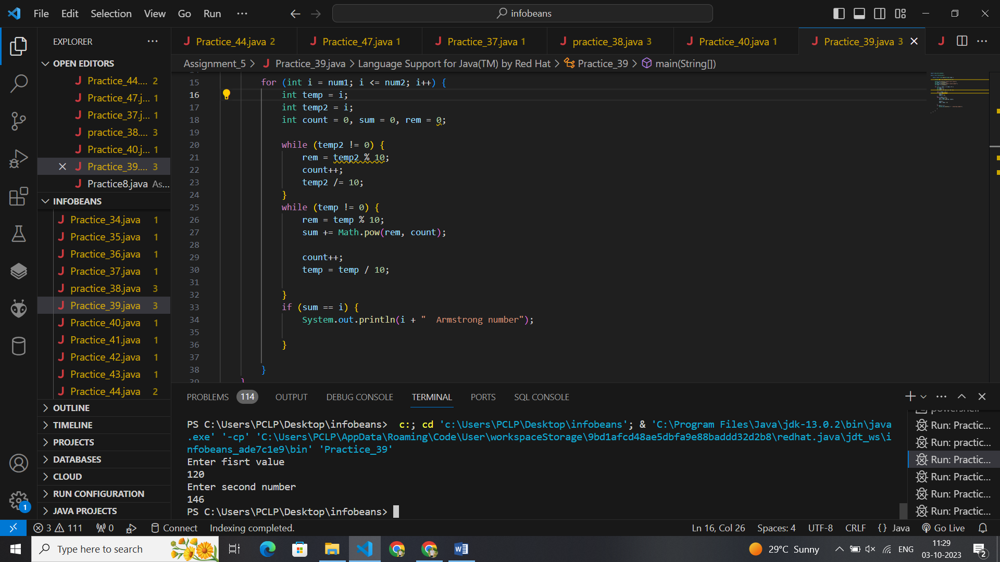 File Edit Selection View Go Run ... infobeans
EXPLORER ...
OPEN EDITORS
Practice_44.... 2
Practice_47.j... 1
Practice_37.j... 1
practice_38.... 3
Practice_40.j... 1
Practice_39.... 3
Practice8.java As...
INFOBEANS
Practice_34.java 1
Practice_35.java 1
Practice_36.java 1
Practice_37.java 1
practice_38.java 3
Practice_39.java 3
Practice_40.java 1
Practice_41.java 1
Practice_42.java 1
Practice_43.java 1
Practice_44.java 2
OUTLINE
TIMELINE
PROJECTS
DATABASES
CLOUD
RUN CONFIGURATION
JAVA PROJECTS
1
Practice_44.java 2 Practice_47.java 1 Practice_37.java 1 practice_38.java 3 Practice_40.java 1 Practice_39.java 3
Assignment_5 > Practice_39.java > Language Support for Java(TM) by Red Hat > Practice_39 > main(String[])
15 for (int i = num1; i <= num2; i++) {
16 int temp = i;
17 int temp2 = i;
18 int count = 0, sum = 0, rem = 0;
19
20 while (temp2 != 0) {
21 rem = temp2 % 10;
22 count++;
23 temp2 /= 10;
24 }
25 while (temp != 0) {
26 rem = temp % 10;
27 sum += Math.pow(rem, count);
28
29 count++;
30 temp = temp / 10;
31
32 }
33 if (sum == i) {
34 System.out.println(i + "  Armstrong number");
35
36 }
37
38 }
39 }
PROBLEMS 114 OUTPUT DEBUG CONSOLE TERMINAL PORTS SQL CONSOLE
PS C:\Users\PCLP\Desktop\infobeans>  c:; cd 'c:\Users\PCLP\Desktop\infobeans'; & 'C:\Program Files\Java\jdk-13.0.2\bin\java
.exe' '-cp' 'C:\Users\PCLP\AppData\Roaming\Code\User\workspaceStorage\9bd1afcd48ae5dbfa9e88baddd32d2b8\redhat.java\jdt_ws\i
nfobeans_ade7c1e9\bin' 'Practice_39'
Enter fisrt value
120
Enter second number
146
PS C:\Users\PCLP\Desktop\infobeans>
powershell
Run: Practic...
Run: practic...
Run: Practic...
Run: Practic...
Run: Practic...
Run: Practic...
3 111 0 Connect Indexing completed. Ln 16, Col 26 Spaces: 4 UTF-8 CRLF {} Java Go Live
Type here to search 29°C Sunny ENG 11:29
03-10-2023 2